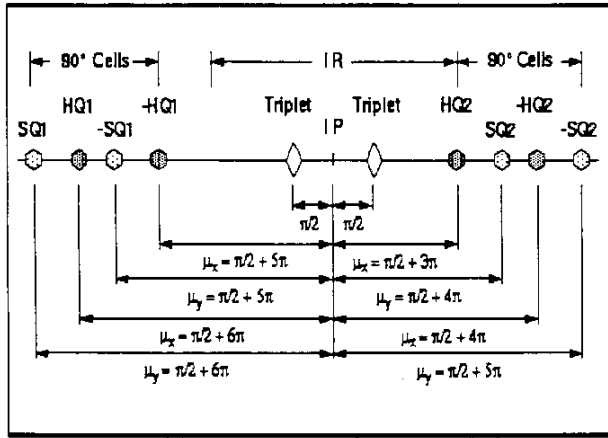 90° Cells IR 90° Cells
HQ1 -HQ1 Triplet Triplet HQ2 -HQ2
SQ1 -SQ1 IP SQ2 -SQ2
π/2 π/2
μx = π/2 + 5π μx = π/2 + 3π
μy = π/2 + 5π μy = π/2 + 4π
μx = π/2 + 6π μx = π/2 + 4π
μy = π/2 + 6π μy = π/2 + 5π